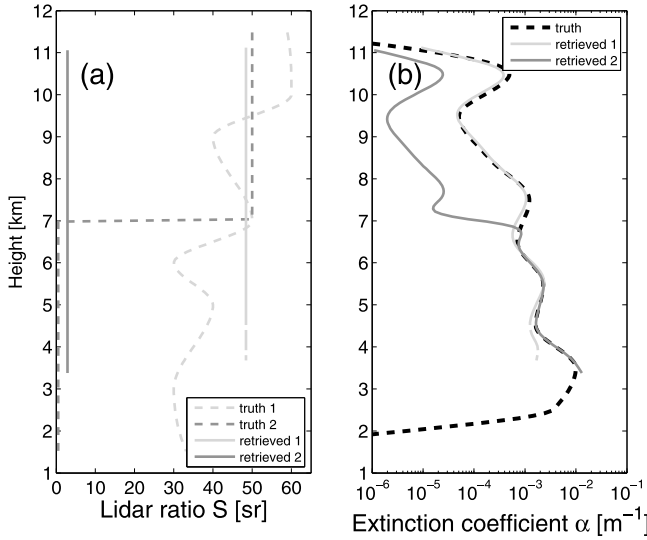 12
11
10
9
8
7
6
5
4
3
2
1
Height [km]
(a)
truth 1
truth 2
retrieved 1
retrieved 2
0 10 20 30 40 50 60
Lidar ratio S [sr]
12
11
10
9
8
7
6
5
4
3
2
1
(b)
truth
retrieved 1
retrieved 2
10⁻⁶ 10⁻⁵ 10⁻⁴ 10⁻³ 10⁻² 10⁻¹
Extinction coefficient α [m⁻¹]